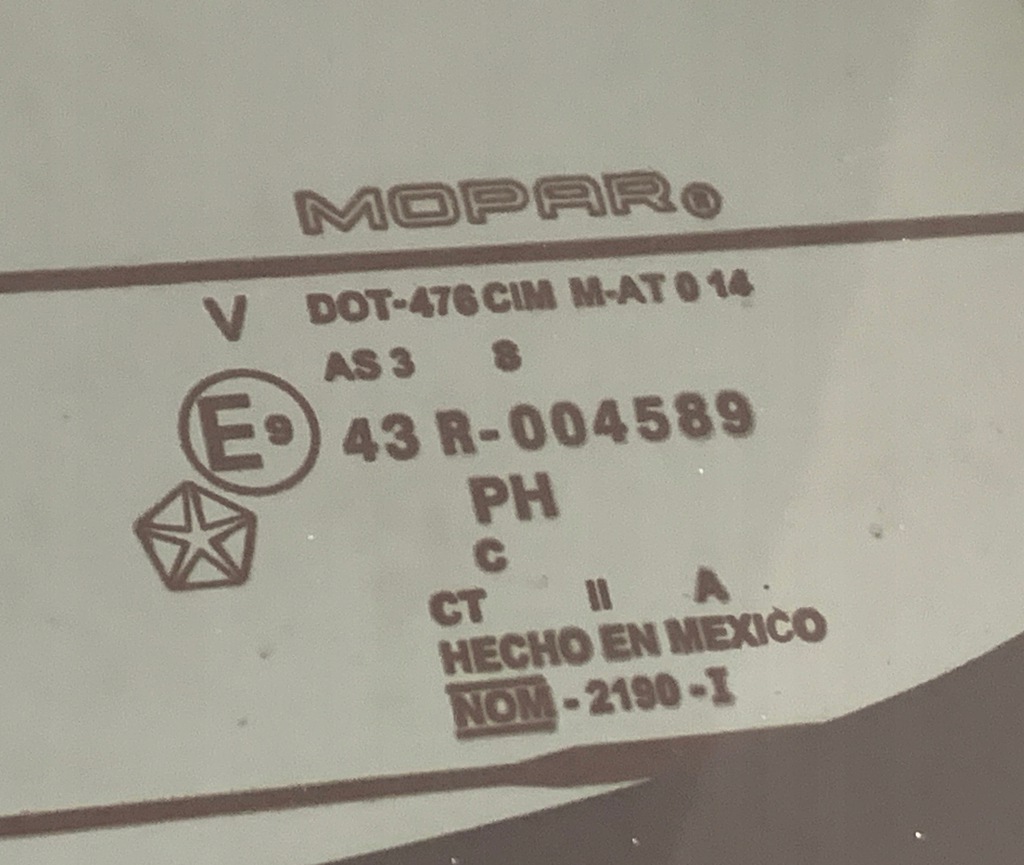 MOPAR®
V DOT-476 CIM M-AT 0 14
AS 3 8
E9 43 R-004589
PH
C
CT II A
HECHO EN MEXICO
NOM - 2190 - I